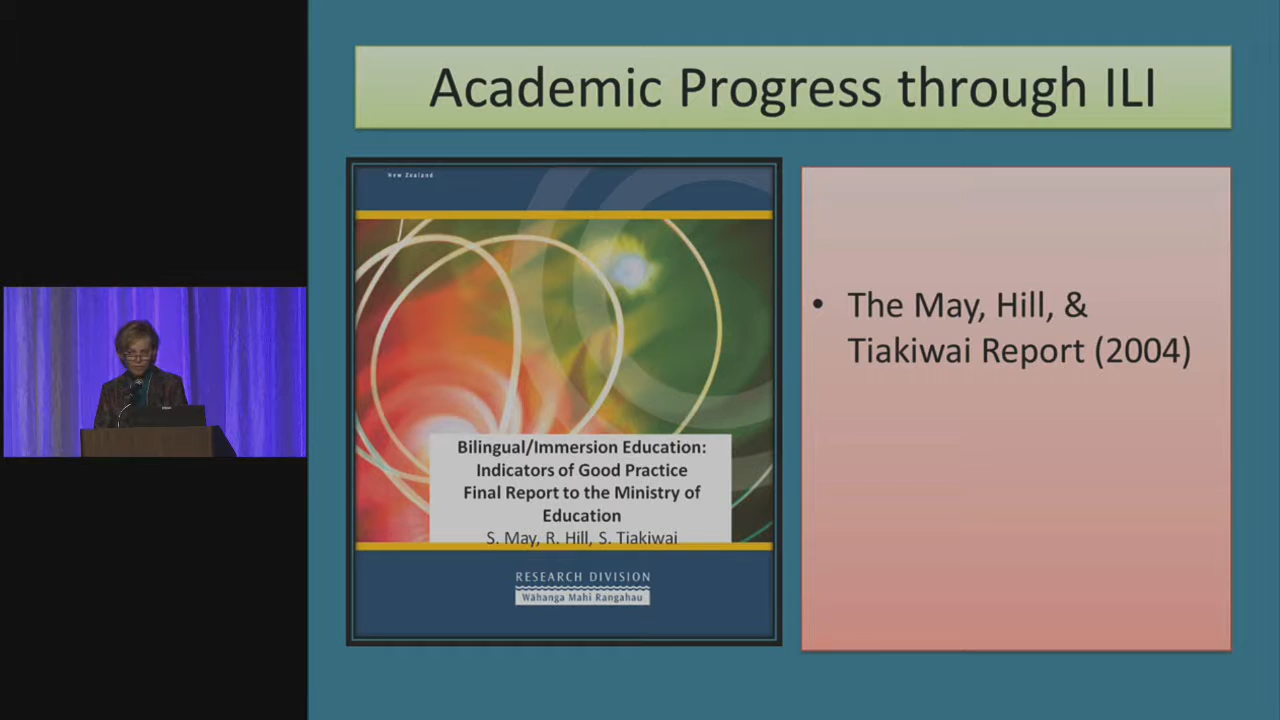 Academic Progress through ILI
New Zealand
Bilingual/Immersion Education:
Indicators of Good Practice
Final Report to the Ministry of
Education
S. May, R. Hill, S. Tiakiwai
RESEARCH DIVISION
Wāhanga Mahi Rangahau
• The May, Hill, &
Tiakiwai Report (2004)